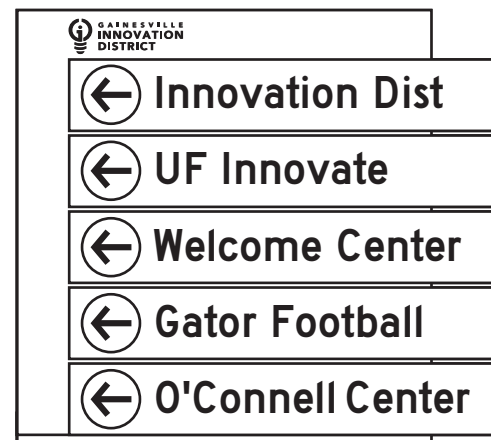 GAINESVILLE
INNOVATION
DISTRICT
Innovation Dist
UF Innovate
Welcome Center
Gator Football
O'Connell Center